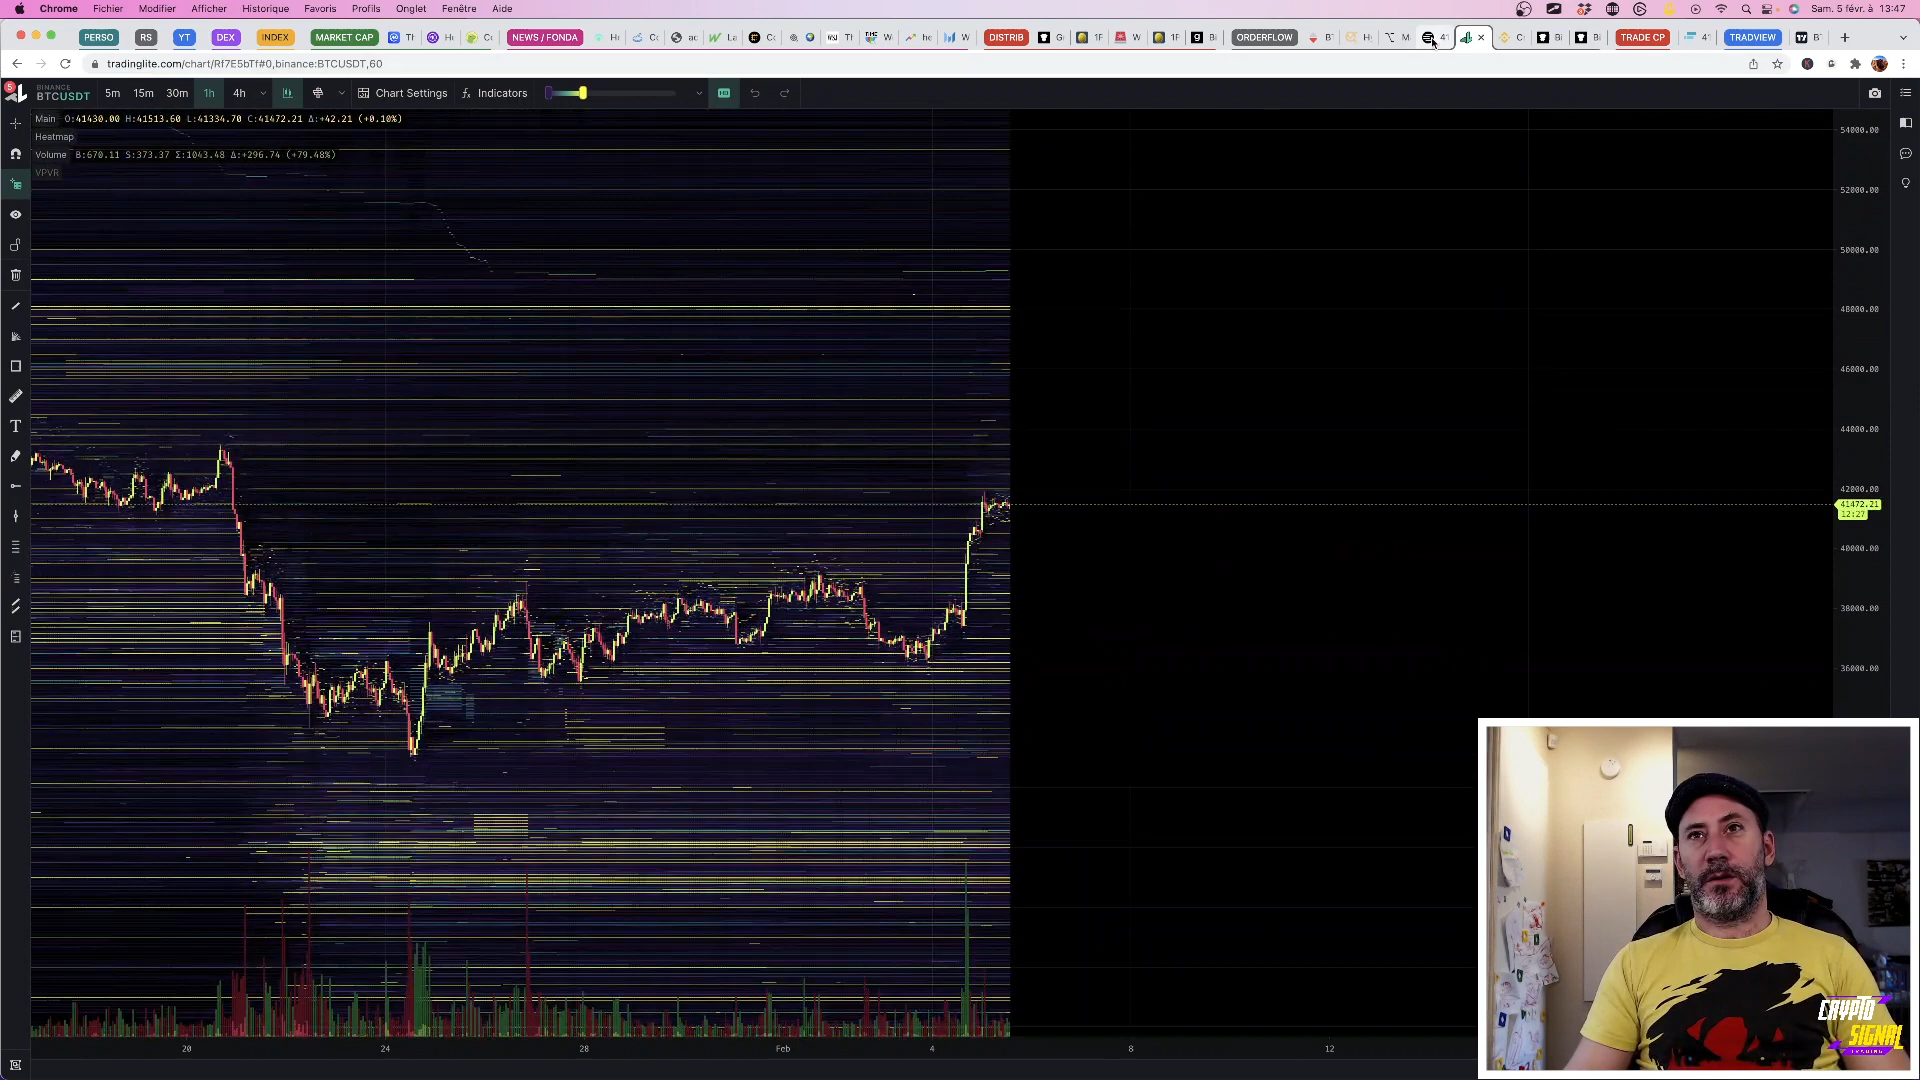 Chrome Fichier Modifier Afficher Historique Favoris Profils Onglet Fenêtre Aide Sam. 5 févr. à 13:47
PERSO RS YT DEX INDEX MARKET CAP NEWS / FONDA DISTRIB ORDERFLOW TRADE CP TRADVIEW
tradinglite.com/chart/Rf7E5bTf#0,binance:BTCUSDT,60
BINANCE
BTCUSDT 5m 15m 30m 1h 4h Chart Settings Indicators
5
Main O:41430.00 H:41513.60 L:41334.70 C:41472.21 Δ:+42.21 (+0.10%)
Heatmap
Volume B:670.11 S:373.37 Σ:1043.48 Δ:+296.74 (+79.48%)
VPVR
54000.00
52000.00
50000.00
48000.00
46000.00
44000.00
42000.00
41472.21
12:27
40000.00
38000.00
36000.00
20 24 28 Feb 4 8 12
CRYPTO
SIGNAL
TRADING